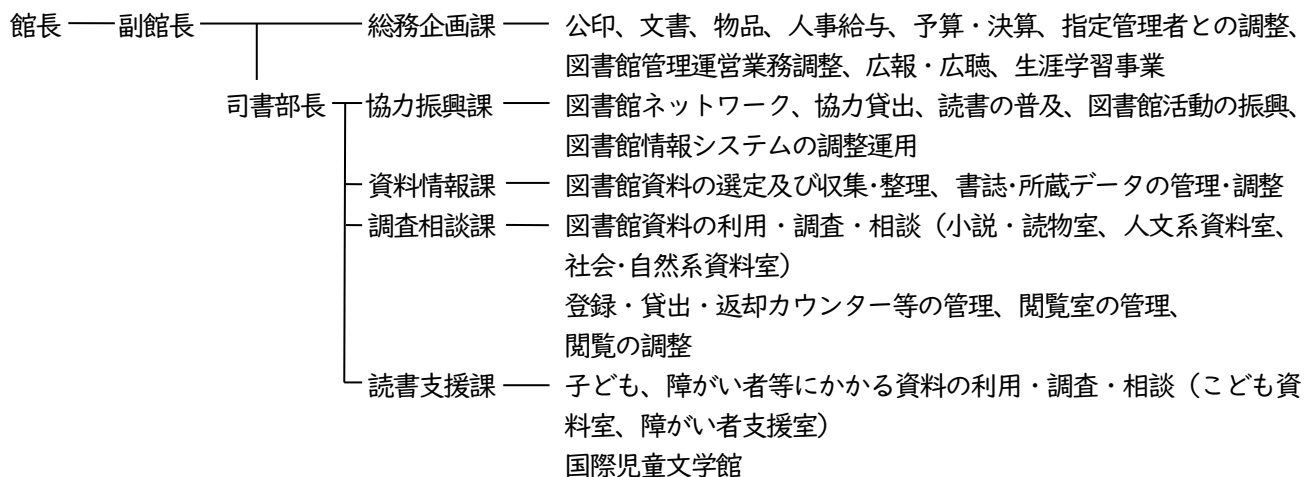 館長 副館長 総務企画課 公印、文書、物品、人事給与、予算・決算、指定管理者との調整、
図書館管理運営業務調整、広報・広聴、生涯学習事業
司書部長 協力振興課 図書館ネットワーク、協力貸出、読書の普及、図書館活動の振興、
図書館情報システムの調整運用
資料情報課 図書館資料の選定及び収集・整理、書誌・所蔵データの管理・調整
調査相談課 図書館資料の利用・調査・相談（小説・読物室、人文系資料室、
社会・自然系資料室）
登録・貸出・返却カウンター等の管理、閲覧室の管理、
閲覧の調整
読書支援課 子ども、障がい者等にかかる資料の利用・調査・相談（こども資
料室、障がい者支援室）
国際児童文学館